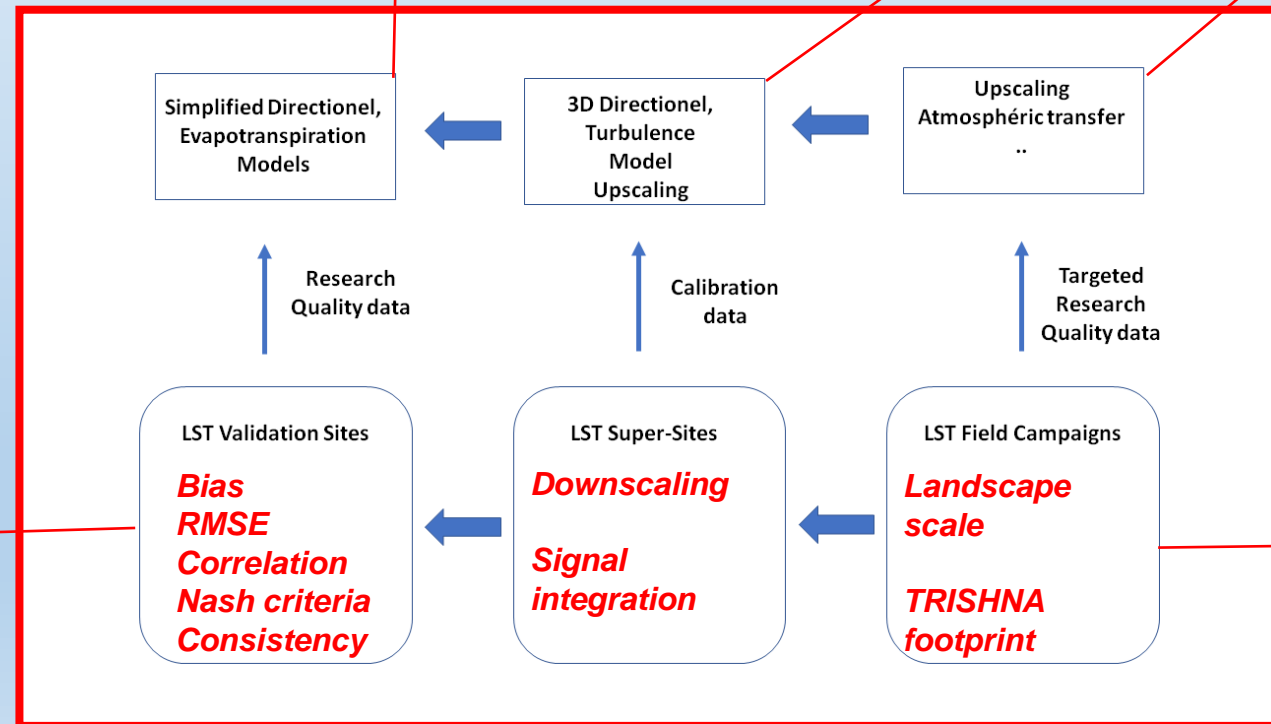 Simplified Directionel,
Evapotranspiration
Models
3D Directionel,
Turbulence
Model
Upscaling
Upscaling
Atmosphéric transfer
..
Research
Quality data
Calibration
data
Targeted
Research
Quality data
LST Validation Sites
Bias
RMSE
Correlation
Nash criteria
Consistency
LST Super-Sites
Downscaling
Signal
integration
LST Field Campaigns
Landscape
scale
TRISHNA
footprint